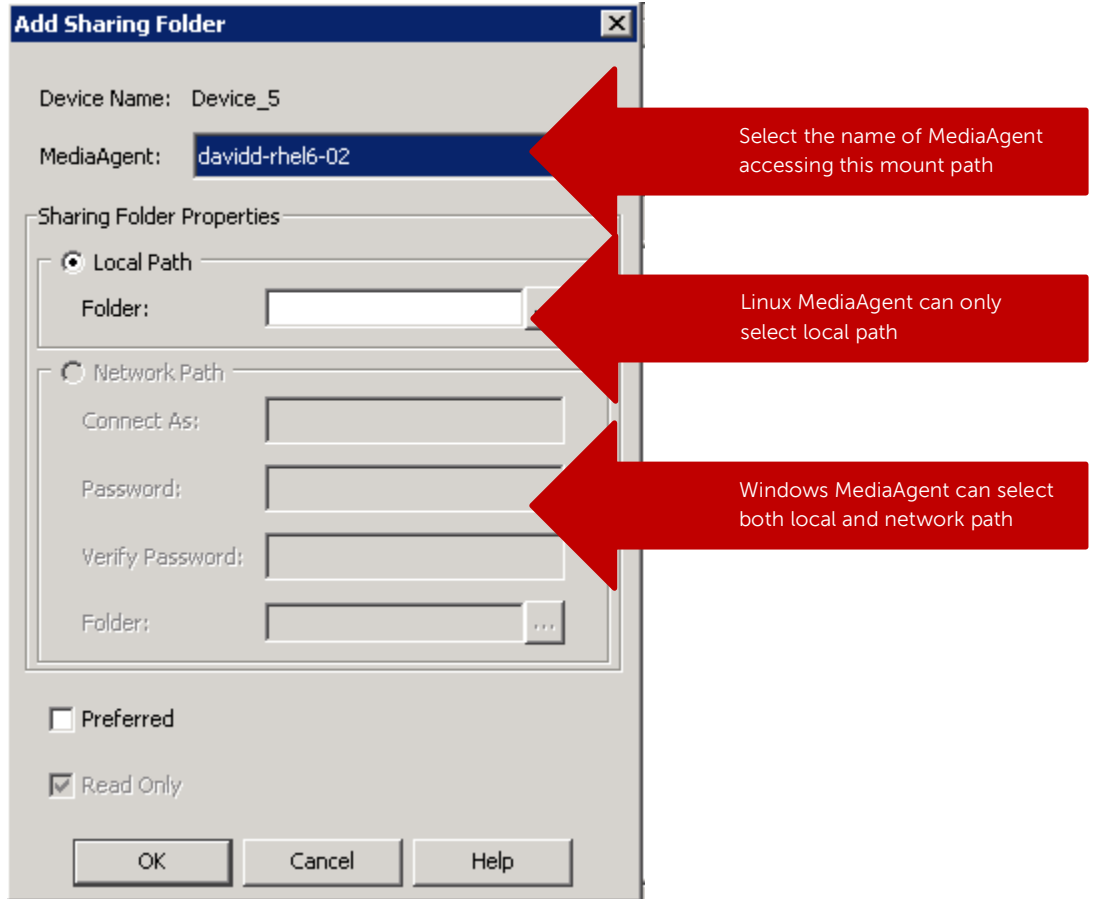 Add Sharing Folder
Device Name: Device_5
MediaAgent: davidd-rhel6-02
Select the name of MediaAgent
accessing this mount path
Sharing Folder Properties
Local Path
Folder:
Linux MediaAgent can only
select local path
Network Path
Connect As:
Password:
Windows MediaAgent can select
both local and network path
Verify Password:
Folder: ...
Preferred
Read Only
OK Cancel Help